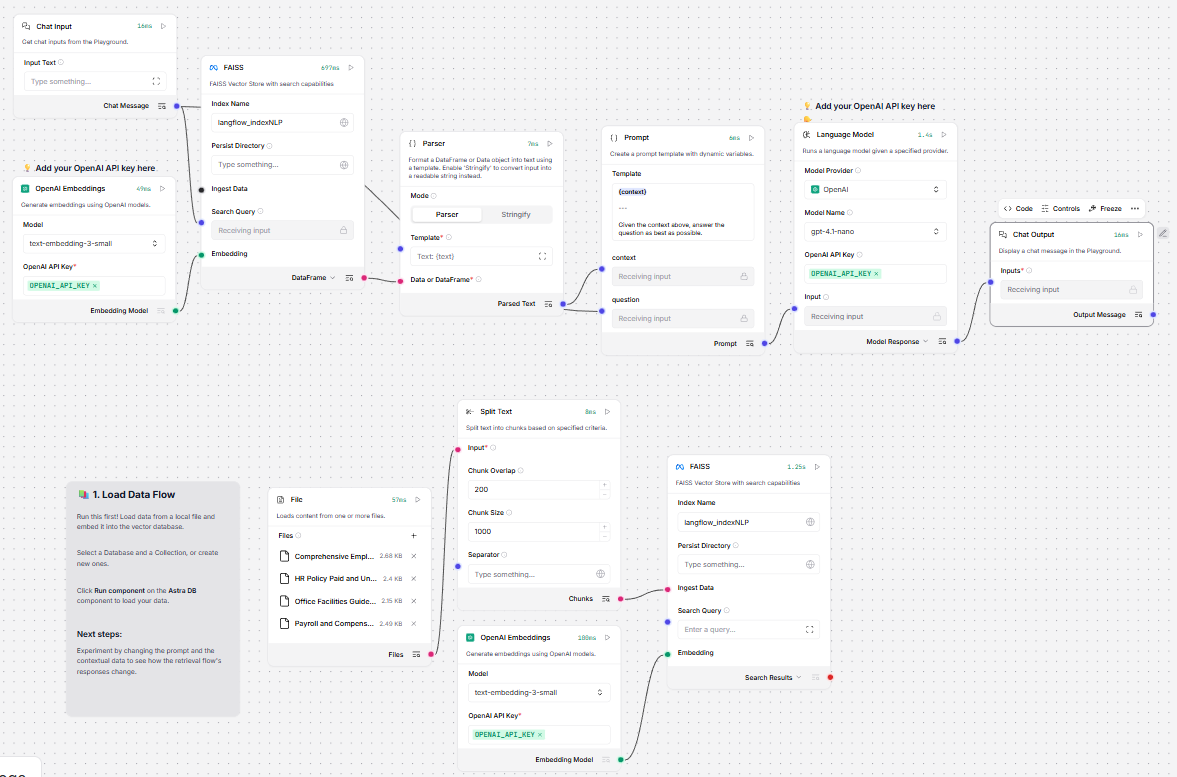 Chat Input 16ms
Get chat inputs from the Playground.
Input Text
Type something...
Chat Message
💡 Add your OpenAI API key here
OpenAI Embeddings 49ms
Generate embeddings using OpenAI models.
Model
text-embedding-3-small
OpenAI API Key*
OPENAI_API_KEY ×
Embedding Model
FAISS 697ms
FAISS Vector Store with search capabilities
Index Name
langflow_indexNLP
Persist Directory
Type something...
Ingest Data
Search Query
Receiving input
Embedding
DataFrame
Parser 7ms
Format a DataFrame or Data object into text using
a template. Enable 'Stringify' to convert input into
a readable string instead.
Mode
Parser Stringify
Template*
Text: {text}
Data or DataFrame*
Parsed Text
Prompt 6ms
Create a prompt template with dynamic variables.
Template
{context}
---
Given the context above, answer the
question as best as possible.
context
Receiving input
question
Receiving input
Prompt
💡 Add your OpenAI API key here
Language Model 1.4s
Runs a language model given a specified provider.
Model Provider
OpenAI
Model Name
gpt-4.1-nano
OpenAI API Key
OPENAI_API_KEY ×
Input
Receiving input
Model Response
Code Controls Freeze
Chat Output 16ms
Display a chat message in the Playground.
Inputs*
Receiving input
Output Message
📚 1. Load Data Flow
Run this first! Load data from a local file and
embed it into the vector database.
Select a Database and a Collection, or create
new ones.
Click Run component on the Astra DB
component to load your data.
Next steps:
Experiment by changing the prompt and the
contextual data to see how the retrieval flow's
responses change.
File 57ms
Loads content from one or more files.
Files +
Comprehensive Empl... 2.68 KB ×
HR Policy Paid and Un... 2.4 KB ×
Office Facilities Guide... 2.15 KB ×
Payroll and Compens... 2.49 KB ×
Files
Split Text 8ms
Split text into chunks based on specified criteria.
Input*
Chunk Overlap
200
Chunk Size
1000
Separator
Type something...
Chunks
OpenAI Embeddings 100ms
Generate embeddings using OpenAI models.
Model
text-embedding-3-small
OpenAI API Key*
OPENAI_API_KEY ×
Embedding Model
FAISS 1.25s
FAISS Vector Store with search capabilities
Index Name
langflow_indexNLP
Persist Directory
Type something...
Ingest Data
Search Query
Enter a query...
Embedding
Search Results